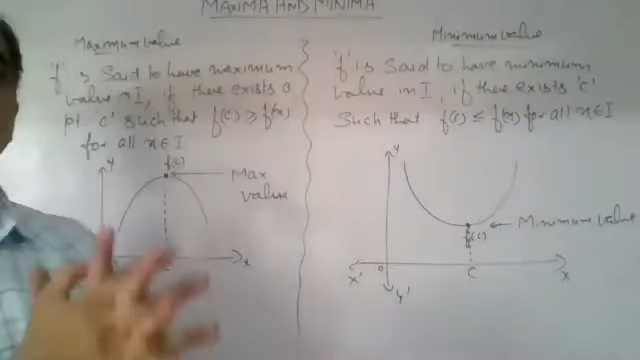 MAXIMA AND MINIMA
Maximum value
'f' is said to have maximum
value in I, if there exists a
pt 'c' such that f(c) ≥ f(x)
for all x ∈ I
Y
f(c)
Max
value
x
Minimum value
'f' is said to have minimum
value in I, if there exists 'c'
Such that f(c) ≤ f(x) for all x ∈ I
Y
Minimum value
f(c)
X'
O
C
X
Y'